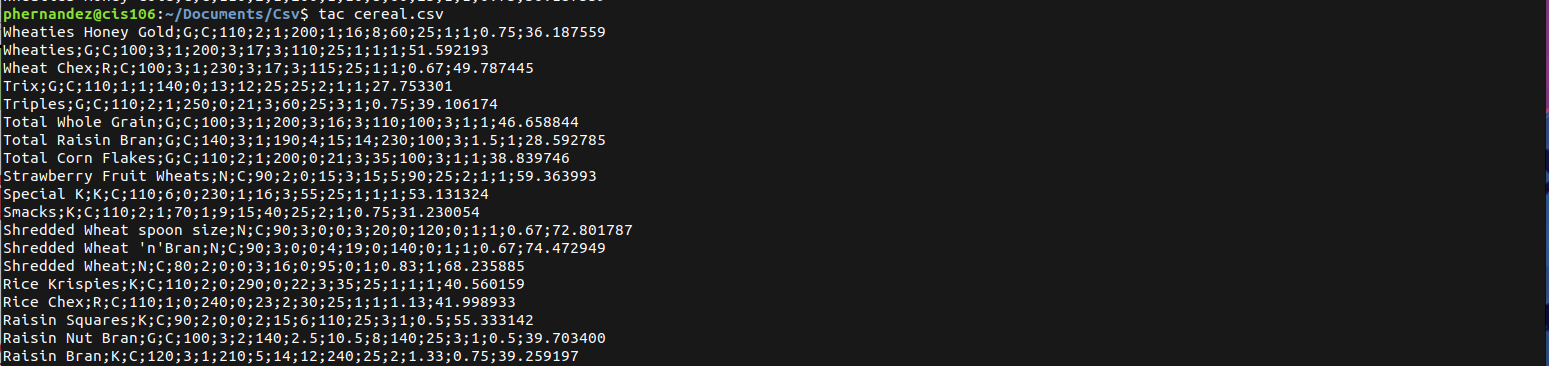 phernandez@cis106:~/Documents/Csv$ tac cereal.csv
Wheaties Honey Gold;G;C;110;2;1;200;1;16;8;60;25;1;1;0.75;36.187559
Wheaties;G;C;100;3;1;200;3;17;3;110;25;1;1;1;51.592193
Wheat Chex;R;C;100;3;1;230;3;17;3;115;25;1;1;0.67;49.787445
Trix;G;C;110;1;1;140;0;13;12;25;25;2;1;1;27.753301
Triples;G;C;110;2;1;250;0;21;3;60;25;3;1;0.75;39.106174
Total Whole Grain;G;C;100;3;1;200;3;16;3;110;100;3;1;1;46.658844
Total Raisin Bran;G;C;140;3;1;190;4;15;14;230;100;3;1.5;1;28.592785
Total Corn Flakes;G;C;110;2;1;200;0;21;3;35;100;3;1;1;38.839746
Strawberry Fruit Wheats;N;C;90;2;0;15;3;15;5;90;25;2;1;1;59.363993
Special K;K;C;110;6;0;230;1;16;3;55;25;1;1;1;53.131324
Smacks;K;C;110;2;1;70;1;9;15;40;25;2;1;0.75;31.230054
Shredded Wheat spoon size;N;C;90;3;0;0;3;20;0;120;0;1;1;0.67;72.801787
Shredded Wheat 'n'Bran;N;C;90;3;0;0;4;19;0;140;0;1;1;0.67;74.472949
Shredded Wheat;N;C;80;2;0;0;3;16;0;95;0;1;0.83;1;68.235885
Rice Krispies;K;C;110;2;0;290;0;22;3;35;25;1;1;1;40.560159
Rice Chex;R;C;110;1;0;240;0;23;2;30;25;1;1;1.13;41.998933
Raisin Squares;K;C;90;2;0;0;2;15;6;110;25;3;1;0.5;55.333142
Raisin Nut Bran;G;C;100;3;2;140;2.5;10.5;8;140;25;3;1;0.5;39.703400
Raisin Bran;K;C;120;3;1;210;5;14;12;240;25;2;1.33;0.75;39.259197